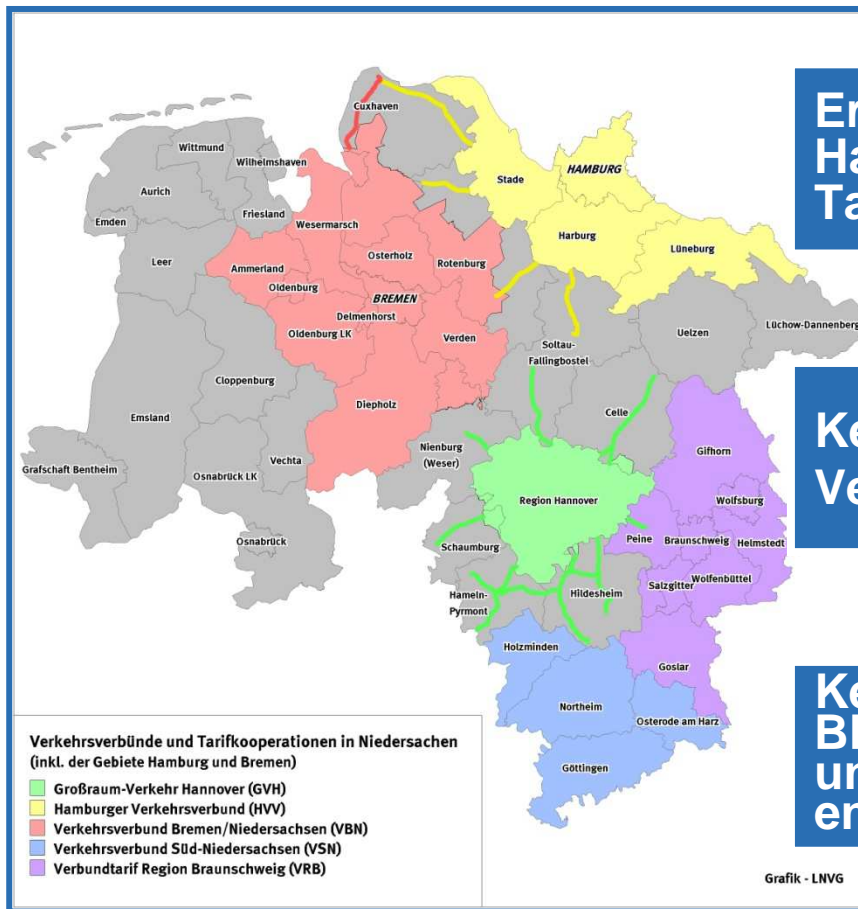 Cuxhaven
Wittmund
Wilhelmshaven
Aurich
Emden
Friesland
Leer
Wesermarsch
Stade
HAMBURG
Harburg
Lüneburg
Ammerland
Oldenburg
Osterholz
Rotenburg
BREMEN
Delmenhorst
Oldenburg LK
Verden
Soltau-
Fallingbostel
Uelzen
Lüchow-Dannenberg
Cloppenburg
Emsland
Diepholz
Celle
Vechta
Nienburg
(Weser)
Gifhorn
Grafschaft Bentheim
Osnabrück LK
Region Hannover
Wolfsburg
Osnabrück
Schaumburg
Peine
Braunschweig
Helmstedt
Hameln-
Pyrmont
Hildesheim
Salzgitter
Wolfenbüttel
Holzminden
Goslar
Northeim
Osterode am Harz
Göttingen
Verkehrsverbünde und Tarifkooperationen in Niedersachen
(inkl. der Gebiete Hamburg und Bremen)
Großraum-Verkehr Hannover (GVH)
Hamburger Verkehrsverbund (HVV)
Verkehrsverbund Bremen/Niedersachsen (VBN)
Verkehrsverbund Süd-Niedersachsen (VSN)
Verbundtarif Region Braunschweig (VRB)
Grafik - LNVG